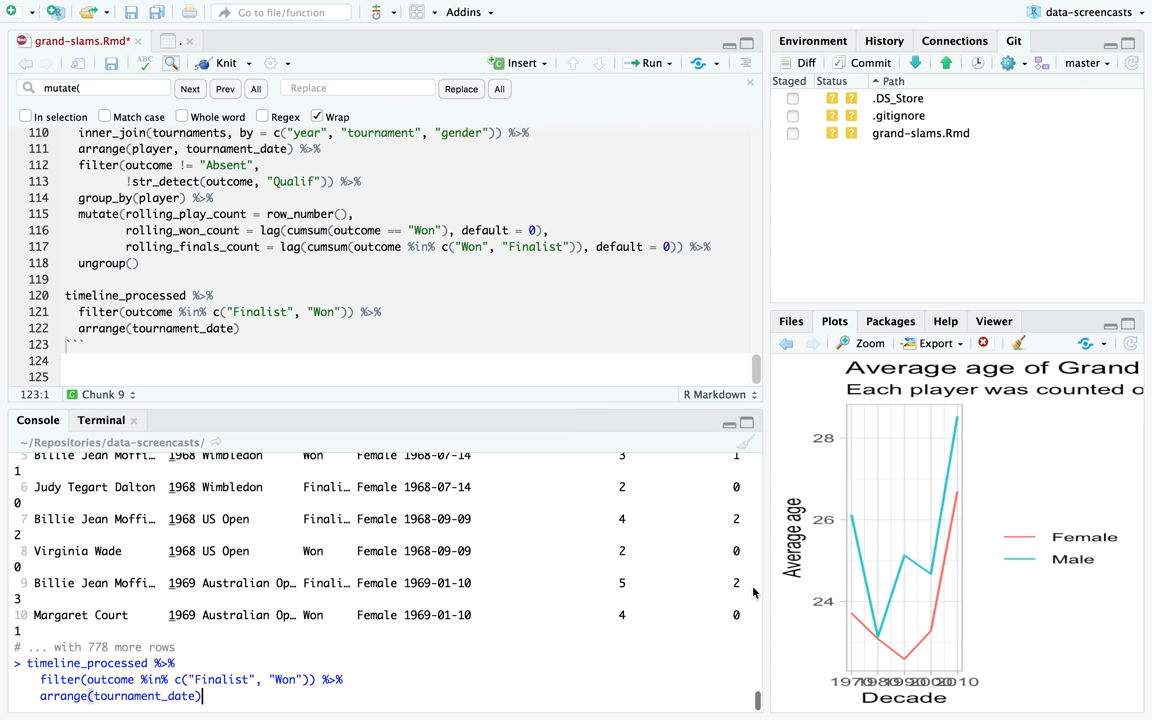 Go to file/function
Addins
data-screencasts
grand-slams.Rmd*
.
ABC
Knit
Insert
Run
mutate(
Next
Prev
All
Replace
Replace
All
In selection
Match case
Whole word
Regex
Wrap
110 inner_join(tournaments, by = c("year", "tournament", "gender")) %>%
111 arrange(player, tournament_date) %>%
112 filter(outcome != "Absent",
113 !str_detect(outcome, "Qualif")) %>%
114 group_by(player) %>%
115 mutate(rolling_play_count = row_number(),
116 rolling_won_count = lag(cumsum(outcome == "Won"), default = 0),
117 rolling_finals_count = lag(cumsum(outcome %in% c("Won", "Finalist")), default = 0)) %>%
118 ungroup()
119
120 timeline_processed %>%
121 filter(outcome %in% c("Finalist", "Won")) %>%
122 arrange(tournament_date)
123 ```
124
125
123:1
Chunk 9
R Markdown
Console
Terminal
~/Repositories/data-screencasts/
5 Billie Jean Moffi… 1968 Wimbledon Won Female 1968-07-14 3 1
1
6 Judy Tegart Dalton 1968 Wimbledon Finali… Female 1968-07-14 2 0
0
7 Billie Jean Moffi… 1968 US Open Finali… Female 1968-09-09 4 2
2
8 Virginia Wade 1968 US Open Won Female 1968-09-09 2 0
0
9 Billie Jean Moffi… 1969 Australian Op… Finali… Female 1969-01-10 5 2
3
10 Margaret Court 1969 Australian Op… Won Female 1969-01-10 4 0
1
# ... with 778 more rows
> timeline_processed %>%
filter(outcome %in% c("Finalist", "Won")) %>%
arrange(tournament_date)
Environment
History
Connections
Git
Diff
Commit
master
Staged
Status
Path
.DS_Store
.gitignore
grand-slams.Rmd
Files
Plots
Packages
Help
Viewer
Zoom
Export
Average age of Grand
Each player was counted o
28
26
24
Average age
Female
Male
1970 1980 1990 2000 2010
Decade